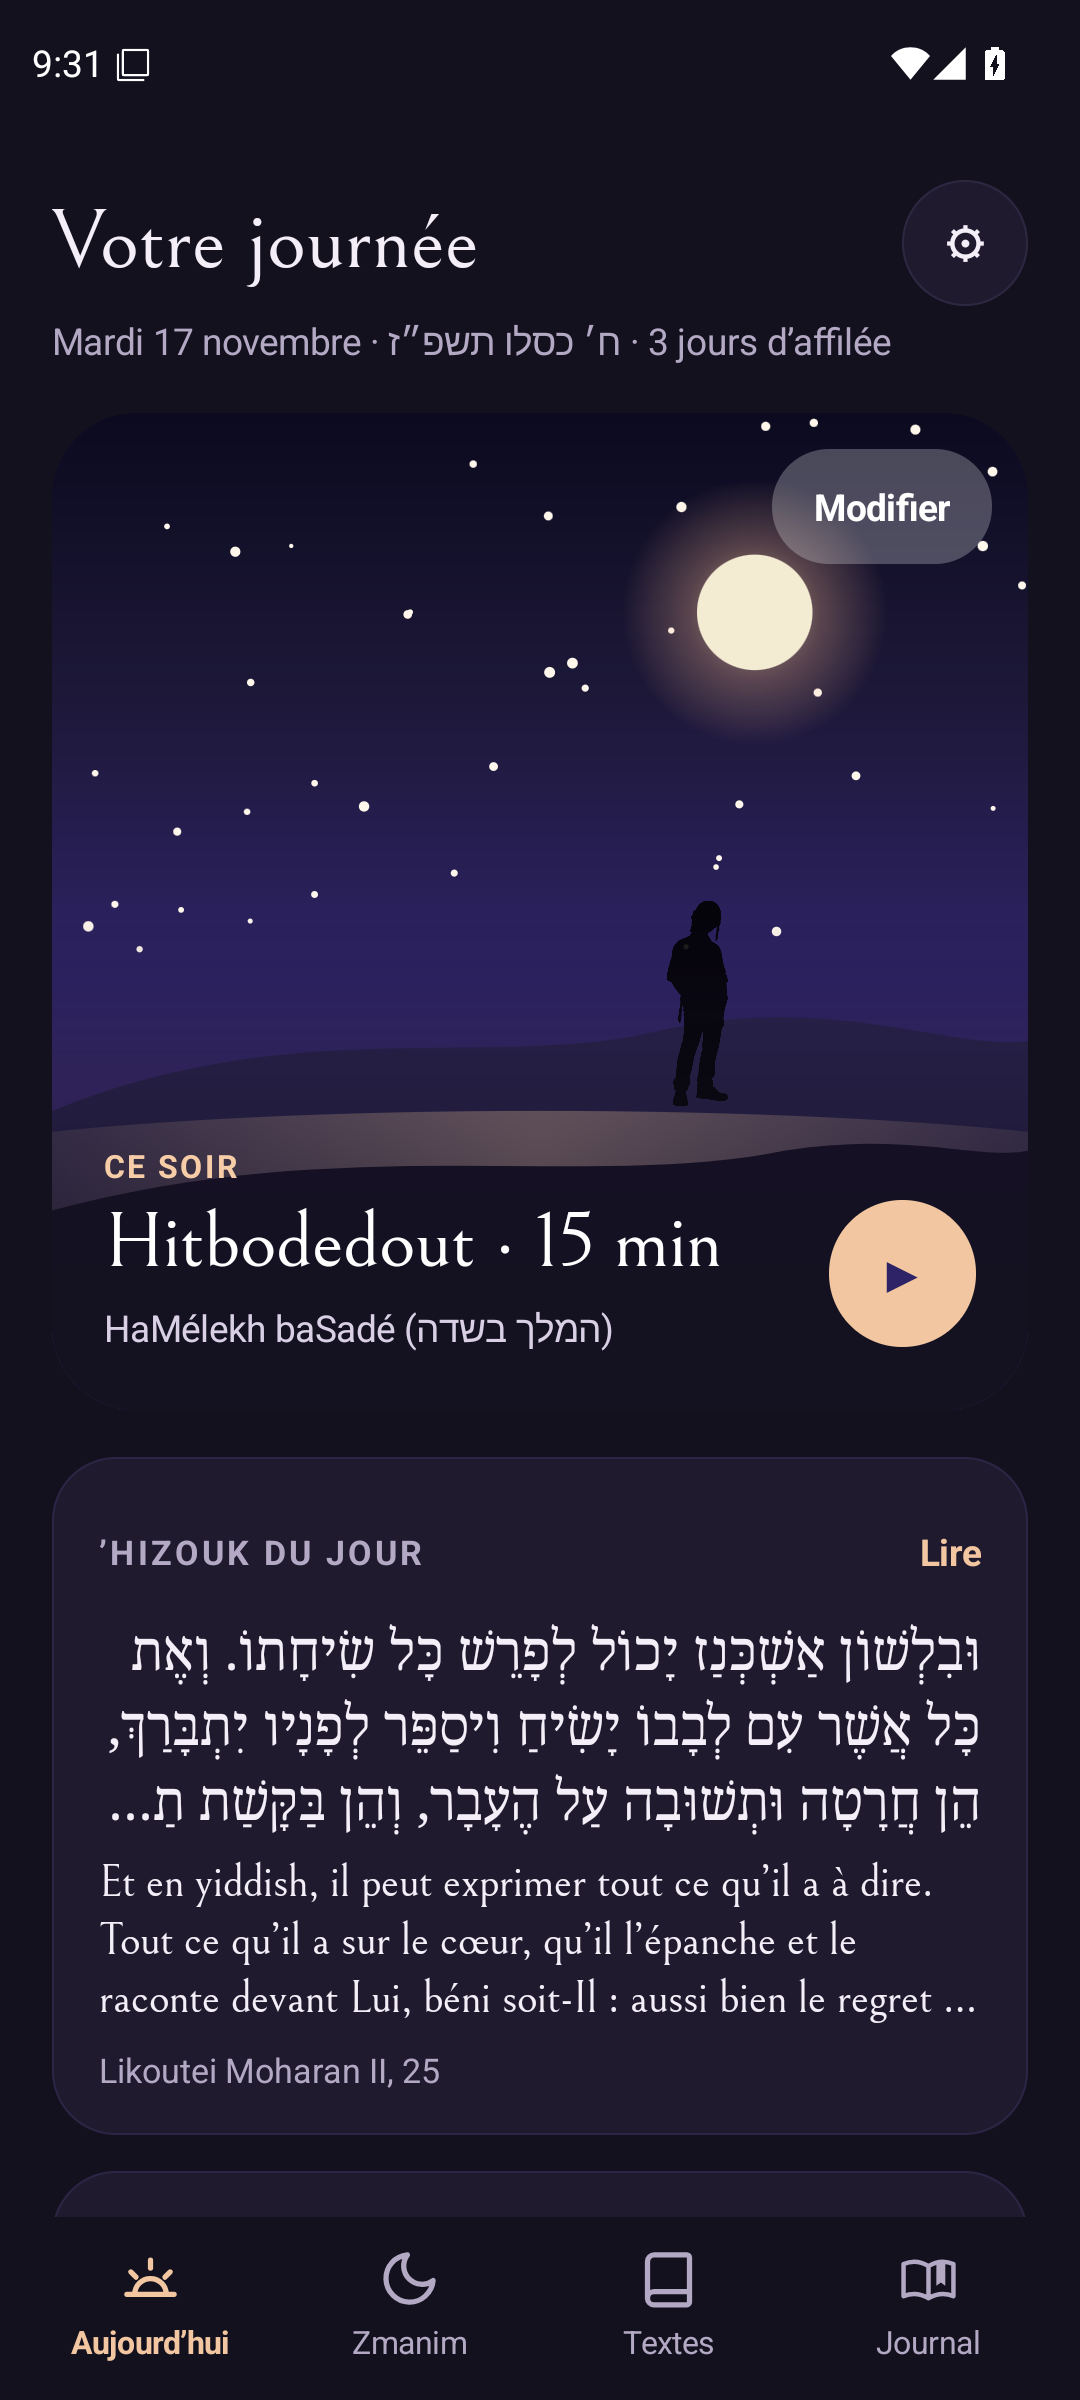 9:31
Votre journée
Mardi 17 novembre · ח׳ כסלו תשפ״ז · 3 jours d’affilée
Modifier
CE SOIR
Hitbodedout · 15 min
HaMélekh baSadé (המלך בשדה)
’HIZOUK DU JOUR
Lire
וּבִלְשׁוֹן אַשְׁכְּנַז יָכוֹל לְפָרֵשׁ כָּל שִׂיחָתוֹ. וְאֶת
כָּל אֲשֶׁר עִם לְבָבוֹ יָשִׂיחַ וִיסַפֵּר לְפָנָיו יִתְבָּרַךְ,
הֵן חֲרָטָה וּתְשׁוּבָה עַל הֶעָבָר, וְהֵן בַּקָּשַׁת תַ...
Et en yiddish, il peut exprimer tout ce qu’il a à dire.
Tout ce qu’il a sur le cœur, qu’il l’épanche et le
raconte devant Lui, béni soit-Il : aussi bien le regret ...
Likoutei Moharan II, 25
Aujourd’hui
Zmanim
Textes
Journal